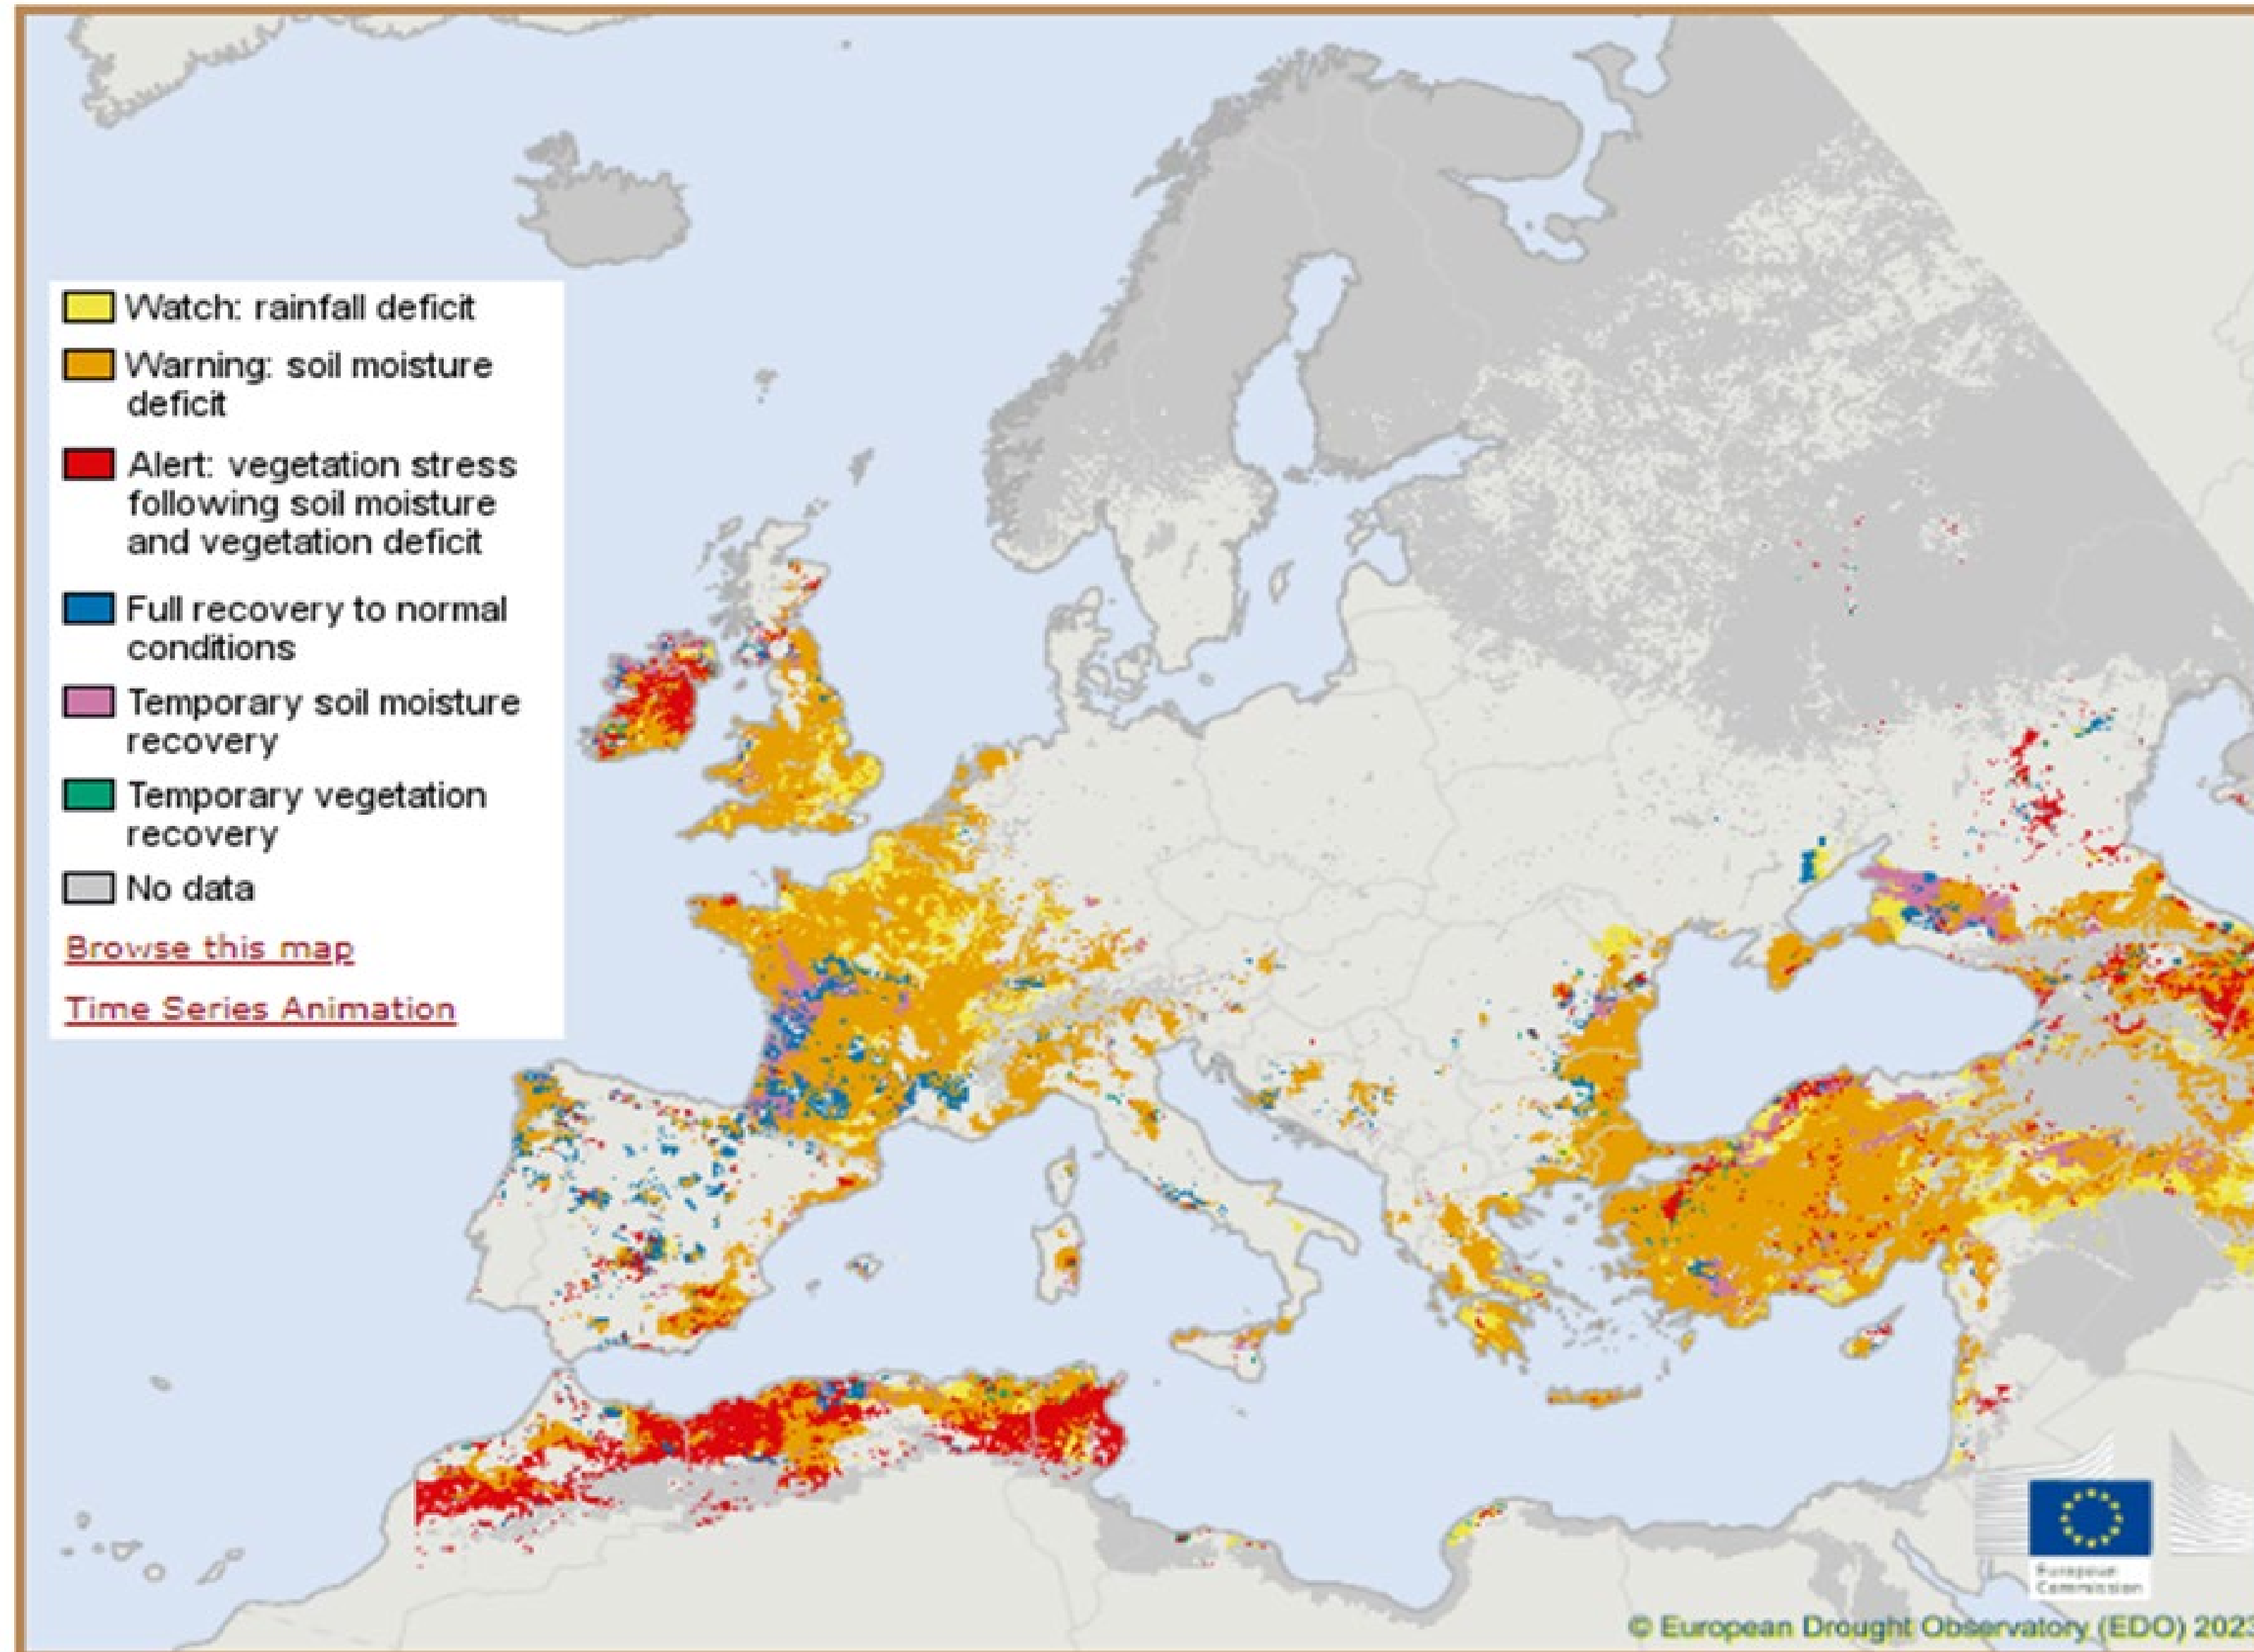 Watch: rainfall deficit
Warning: soil moisture
deficit
Alert: vegetation stress
following soil moisture
and vegetation deficit
Full recovery to normal
conditions
Temporary soil moisture
recovery
Temporary vegetation
recovery
No data
Browse this map
Time Series Animation
European
Commission
© European Drought Observatory (EDO) 2023